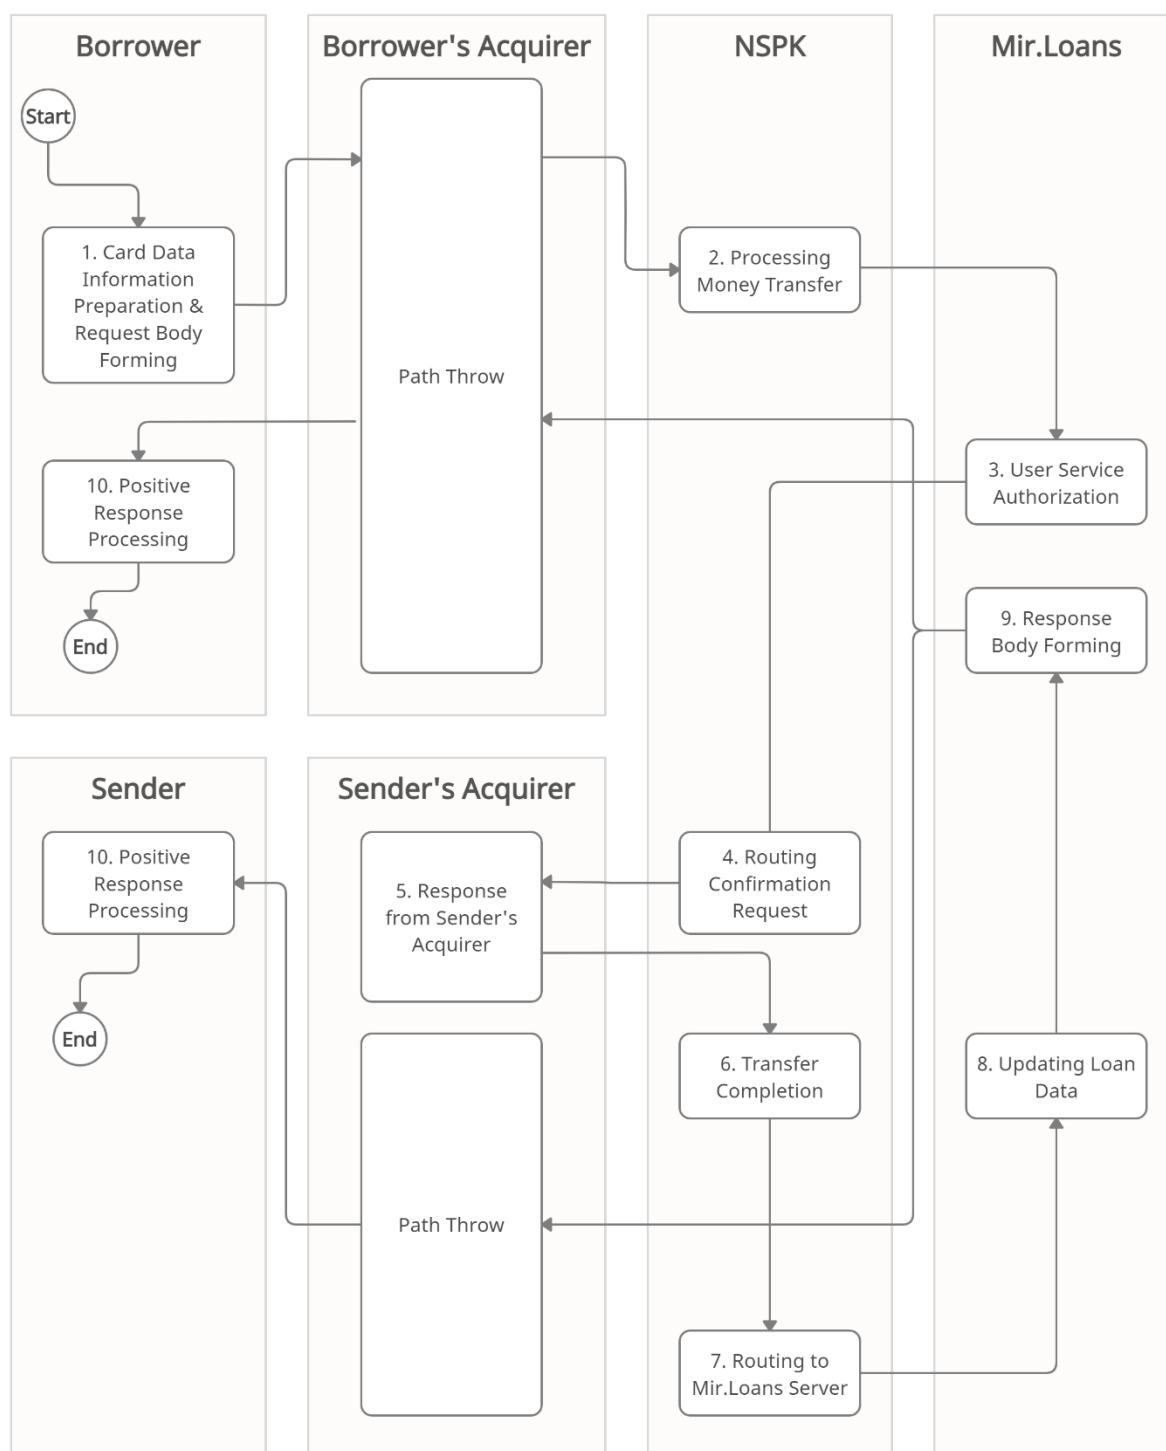 Borrower
Borrower's Acquirer
NSPK
Mir.Loans
Start
1. Card Data
Information
Preparation &
Request Body
Forming
2. Processing
Money Transfer
Path Throw
3. User Service
Authorization
10. Positive
Response
Processing
9. Response
Body Forming
End
Sender
Sender's Acquirer
10. Positive
Response
Processing
5. Response
from Sender's
Acquirer
4. Routing
Confirmation
Request
End
6. Transfer
Completion
8. Updating Loan
Data
Path Throw
7. Routing to
Mir.Loans Server